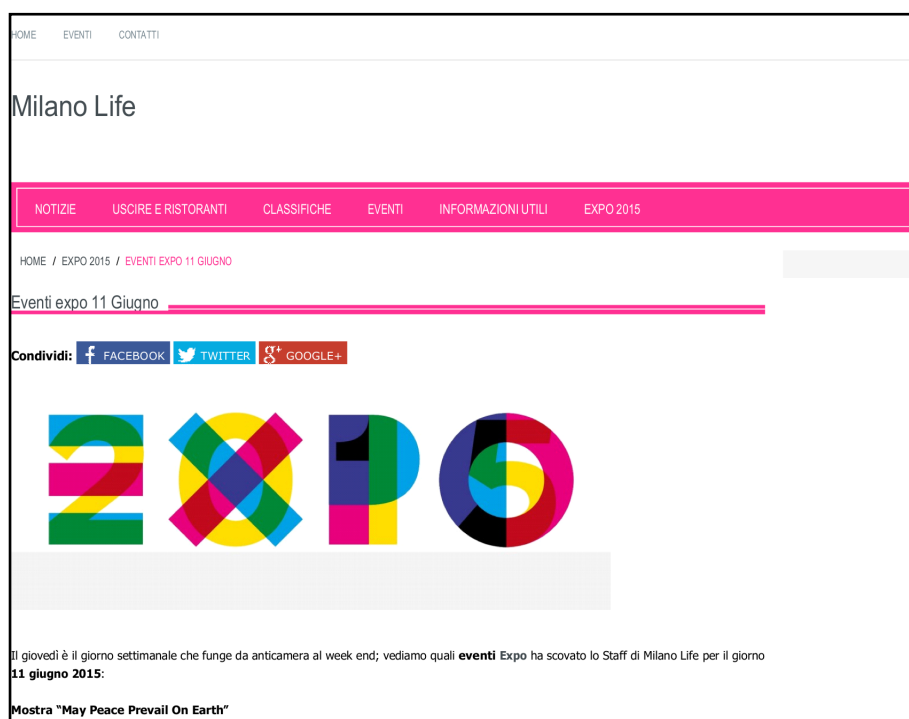 HOME EVENTI CONTATTI
Milano Life
NOTIZIE USCIRE E RISTORANTI CLASSIFICHE EVENTI INFORMAZIONI UTILI EXPO 2015
HOME / EXPO 2015 / EVENTI EXPO 11 GIUGNO
Eventi expo 11 Giugno
Condividi: f FACEBOOK TWITTER g+ GOOGLE+
Il giovedì è il giorno settimanale che funge da anticamera al week end; vediamo quali eventi Expo ha scovato lo Staff di Milano Life per il giorno
11 giugno 2015:
Mostra “May Peace Prevail On Earth”